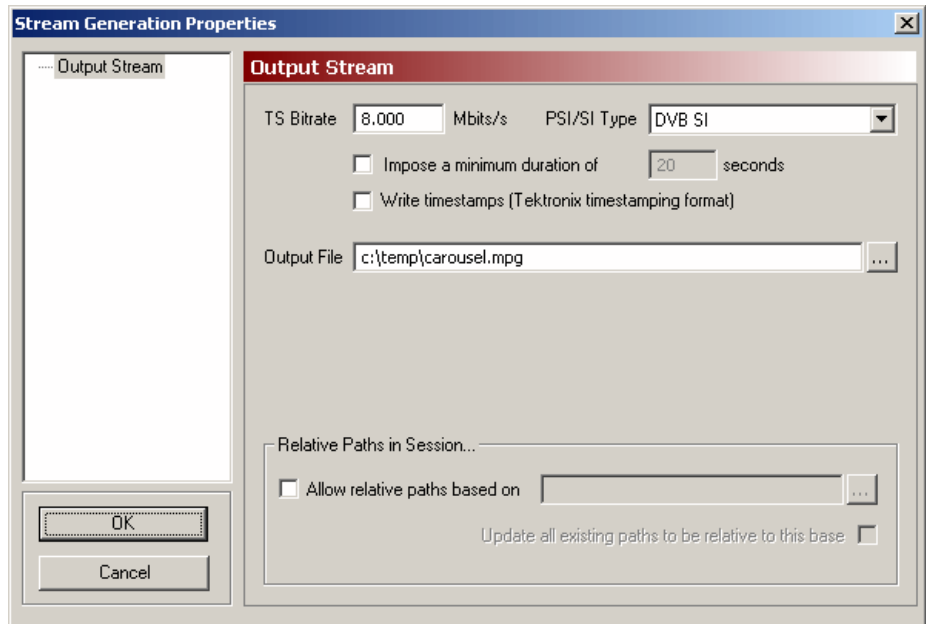 Stream Generation Properties
Output Stream
Output Stream
TS Bitrate 8.000 Mbits/s PSI/SI Type DVB SI
Impose a minimum duration of 20 seconds
Write timestamps (Tektronix timestamping format)
Output File c:\temp\carousel.mpg ...
Relative Paths in Session...
Allow relative paths based on ...
Update all existing paths to be relative to this base
OK
Cancel